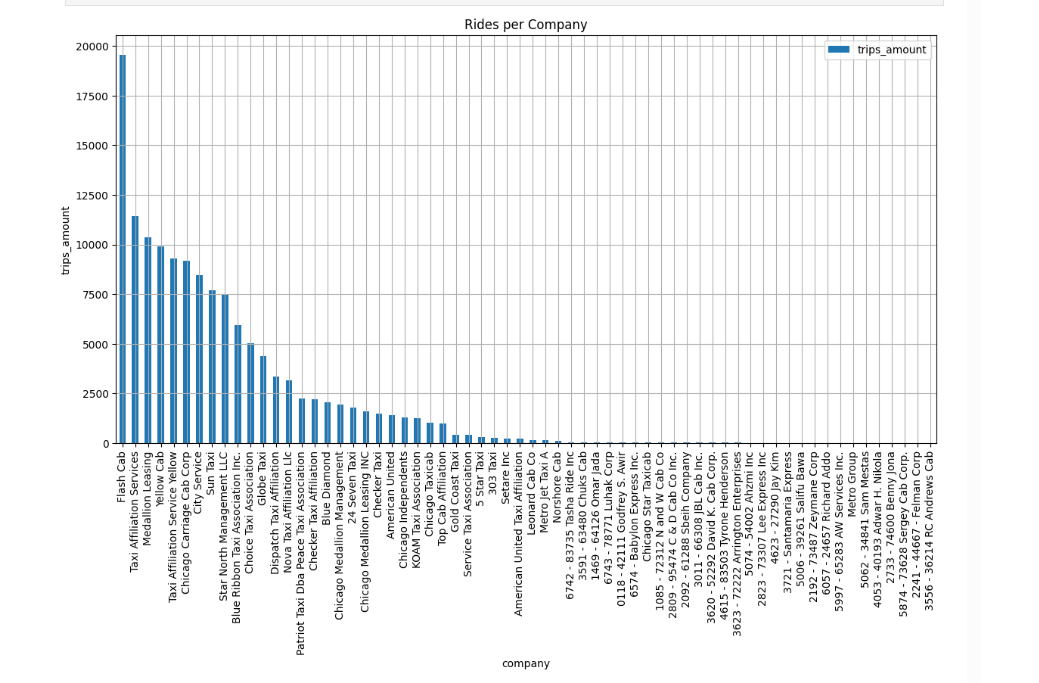 Rides per Company
trips_amount
20000
17500
15000
12500
10000
7500
5000
2500
0
trips_amount
Flash Cab
Taxi Affiliation Services
Medallion Leasing
Yellow Cab
Taxi Affiliation Service Yellow
Chicago Carriage Cab Corp
City Service
Sun Taxi
Star North Management LLC
Blue Ribbon Taxi Association Inc.
Choice Taxi Association
Globe Taxi
Dispatch Taxi Affiliation
Nova Taxi Affiliation Llc
Patriot Taxi Dba Peace Taxi Association
Checker Taxi Affiliation
Blue Diamond
Chicago Medallion Management
24 Seven Taxi
Chicago Medallion Leasing INC
Checker Taxi
American United
Chicago Independents
KOAM Taxi Association
Chicago Taxicab
Top Cab Affiliation
Gold Coast Taxi
Service Taxi Association
5 Star Taxi
303 Taxi
Setare Inc
American United Taxi Affiliation
Leonard Cab Co
Metro Jet Taxi A
Norshore Cab
6742 - 83735 Tasha Ride Inc
3591 - 63480 Chuks Cab
1469 - 64126 Omar Jada
6743 - 78771 Luhak Corp
0118 - 42111 Godfrey S. Awir
6574 - Babylon Express Inc.
Chicago Star Taxicab
1085 - 72312 N and W Cab Co
2809 - 95474 C & D Cab Co Inc.
2092 - 61288 Sbeih Company
3011 - 66308 JBL Cab Inc.
3620 - 52292 David K. Cab Corp.
4615 - 83503 Tyrone Henderson
3623 - 72222 Arrington Enterprises
5074 - 54002 Ahzmi Inc
2823 - 73307 Lee Express Inc
4623 - 27290 Jay Kim
3721 - Santamaria Express
5006 - 39261 Salifu Bawa
2192 - 73487 Zeymane Corp
6057 - 24657 Richard Addo
5997 - 65283 AW Services Inc.
Metro Group
5062 - 34841 Sam Mestas
4053 - 40193 Adwar H. Nikola
2733 - 74600 Benny Jona
5874 - 73628 Sergey Cab Corp.
2241 - 44667 - Felman Corp
3556 - 36214 RC Andrews Cab
company